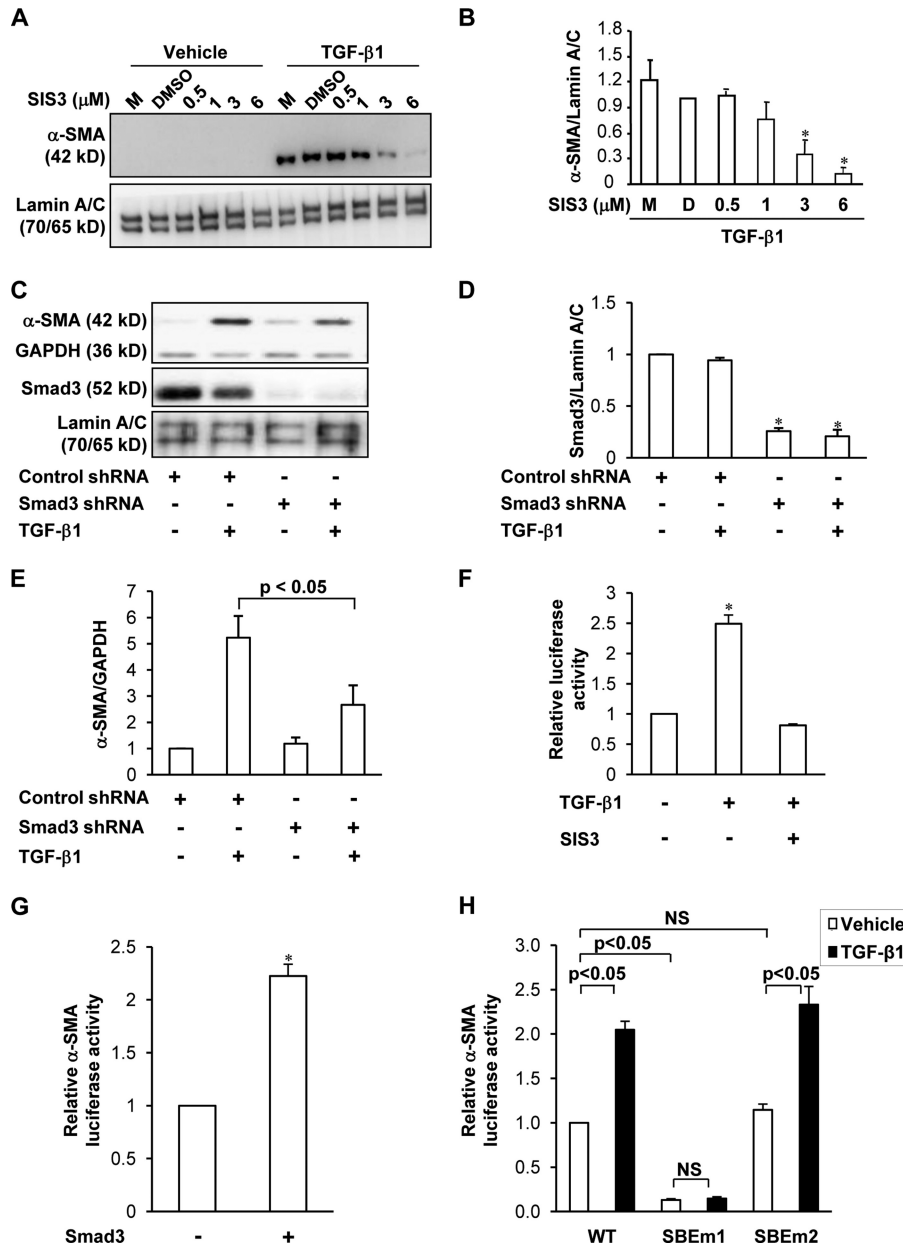 A
Vehicle TGF-β1
SIS3 (μM) M DMSO 0.5 1 3 6 M DMSO 0.5 1 3 6
α-SMA
(42 kD)
Lamin A/C
(70/65 kD)
B
α-SMA/Lamin A/C
1.5
1.2
0.9
0.6
0.3
0
* *
SIS3 (μM) M D 0.5 1 3 6
TGF-β1
C
α-SMA (42 kD)
GAPDH (36 kD)
Smad3 (52 kD)
Lamin A/C
(70/65 kD)
Control shRNA + + - -
Smad3 shRNA - - + +
TGF-β1 - + - +
D
Smad3/Lamin A/C
1.5
1
0.5
0
* *
Control shRNA + + - -
Smad3 shRNA - - + +
TGF-β1 - + - +
E
α-SMA/GAPDH
7
6
5
4
3
2
1
0
p < 0.05
Control shRNA + + - -
Smad3 shRNA - - + +
TGF-β1 - + - +
F
Relative luciferase
activity
3
2.5
2
1.5
1
0.5
0
*
TGF-β1 - + +
SIS3 - - +
G
Relative α-SMA
luciferase activity
2.5
2
1.5
1
0.5
0
*
Smad3 - +
H
Vehicle
TGF-β1
Relative α-SMA
luciferase activity
3.0
2.5
2.0
1.5
1.0
0.5
0.0
NS
p<0.05
p<0.05 p<0.05
NS
WT SBEm1 SBEm2